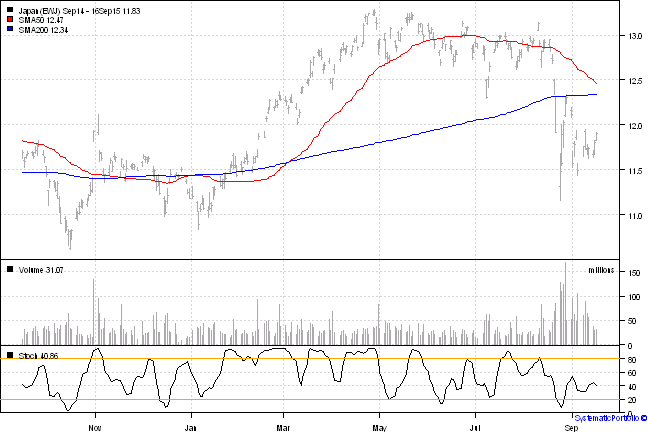 Japan (EWJ) Sep14 - 16Sep15 11.83
SMA50 12.47
SMA200 12.34
13.0
12.5
12.0
11.5
11.0
Volume 31.07
millions
150
100
50
0
Stoch 40.86
80
60
40
20
0
Nov
Jan
Mar
May
Jul
Sep
SystematicPortfolio ©